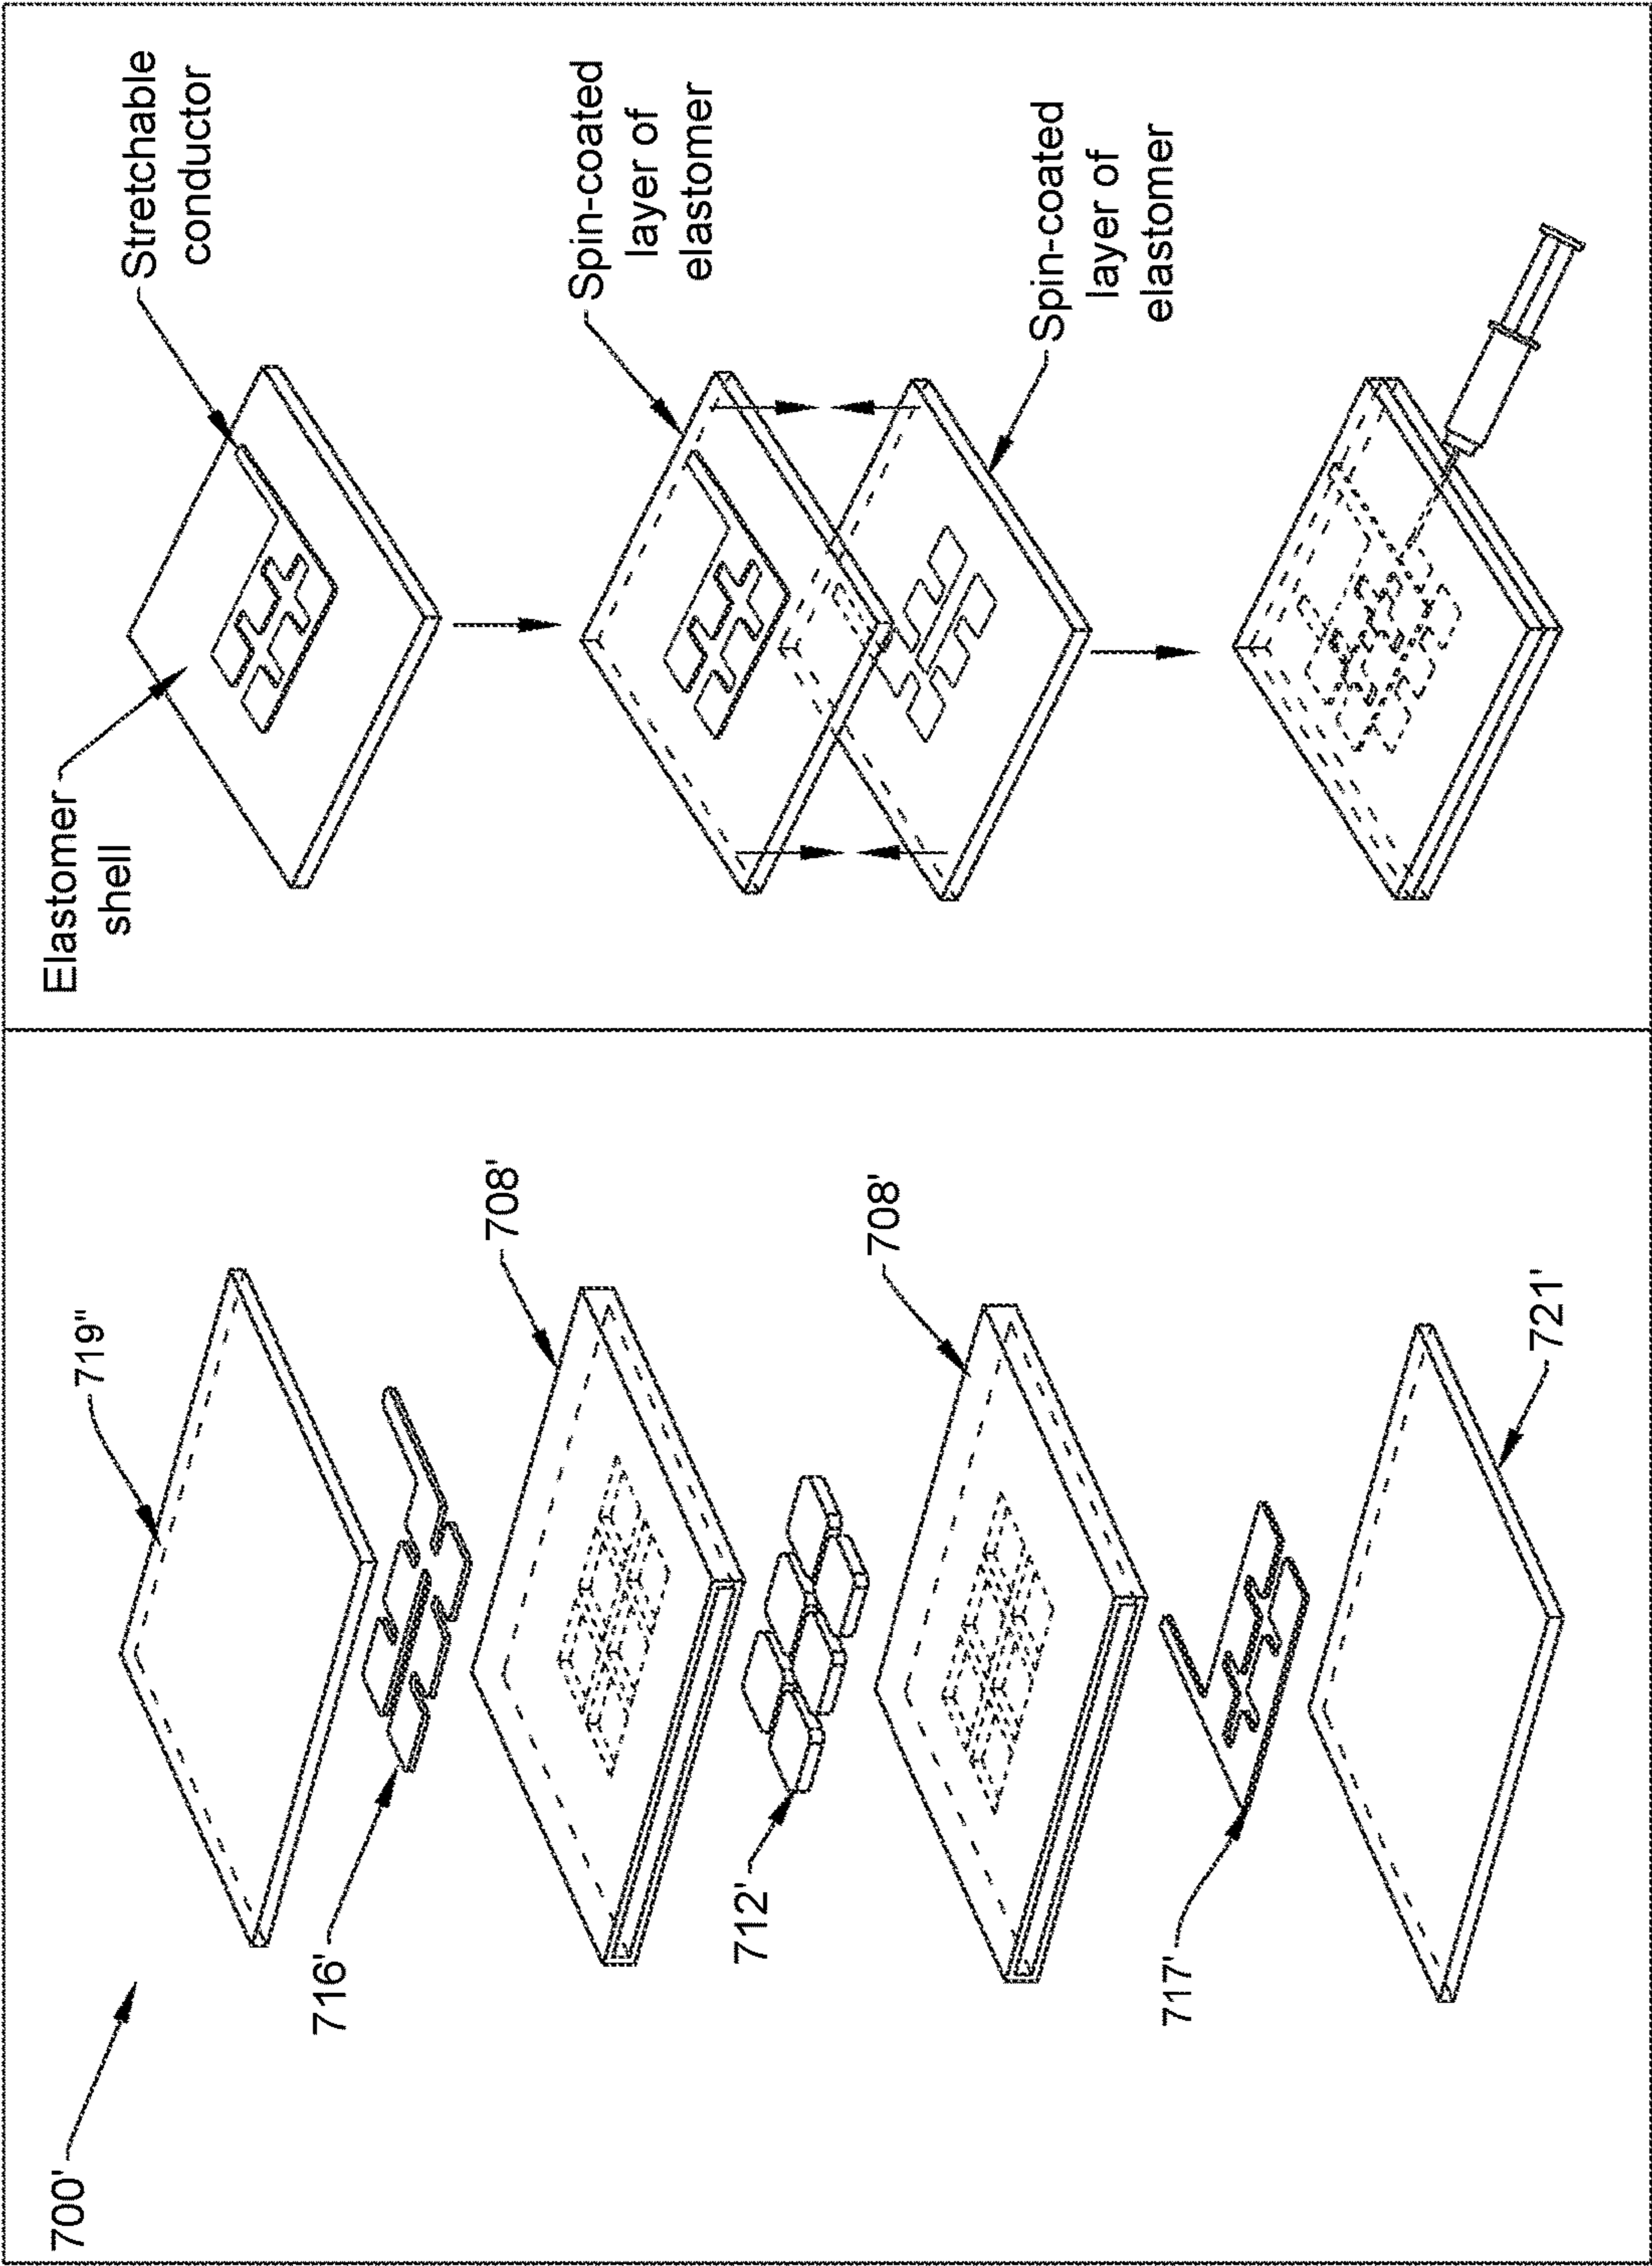 700'
719"
716'
708'
712'
708'
717'
721'
Elastomer
shell
Stretchable
conductor
Spin-coated
layer of
elastomer
Spin-coated
layer of
elastomer